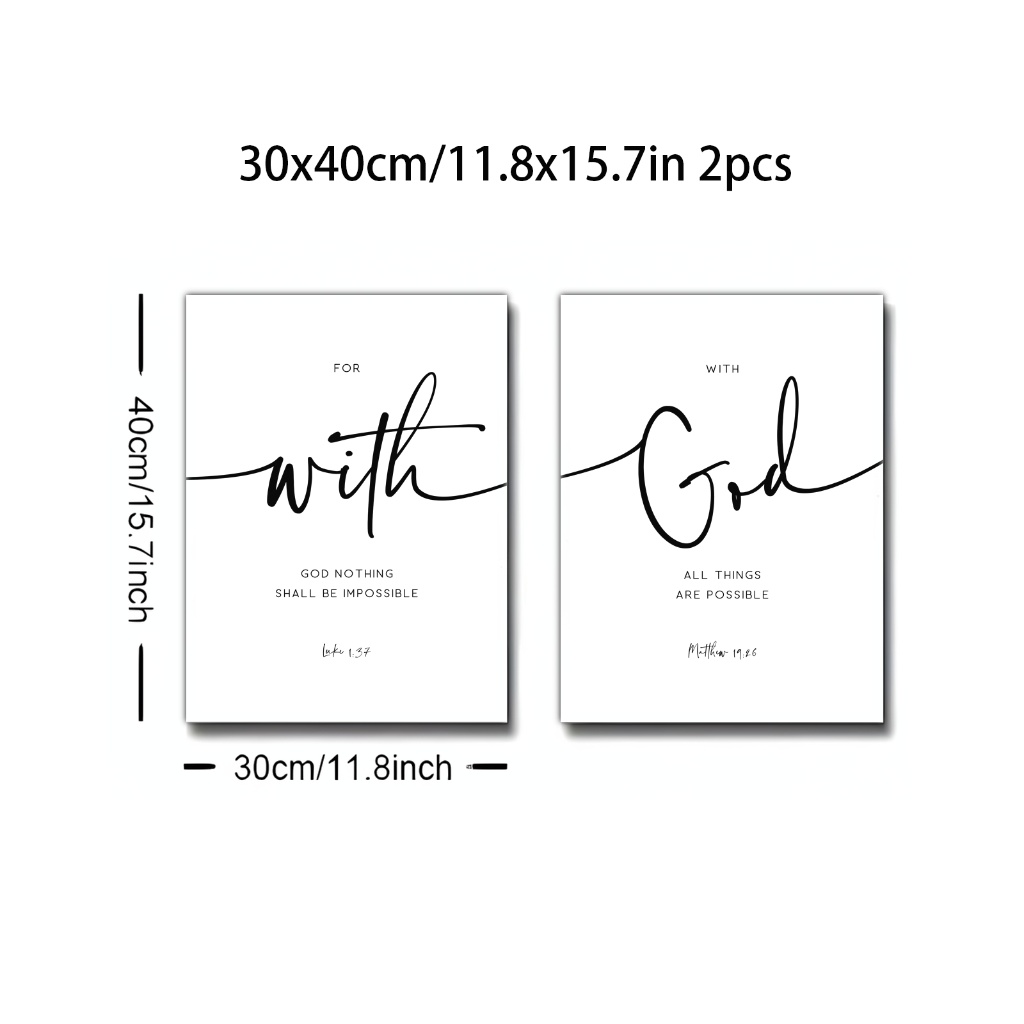 30x40cm/11.8x15.7in 2pcs
40cm/15.7inch
FOR
with
GOD NOTHING
SHALL BE IMPOSSIBLE
Luke 1:37
WITH
God
ALL THINGS
ARE POSSIBLE
Matthew 19:26
30cm/11.8inch